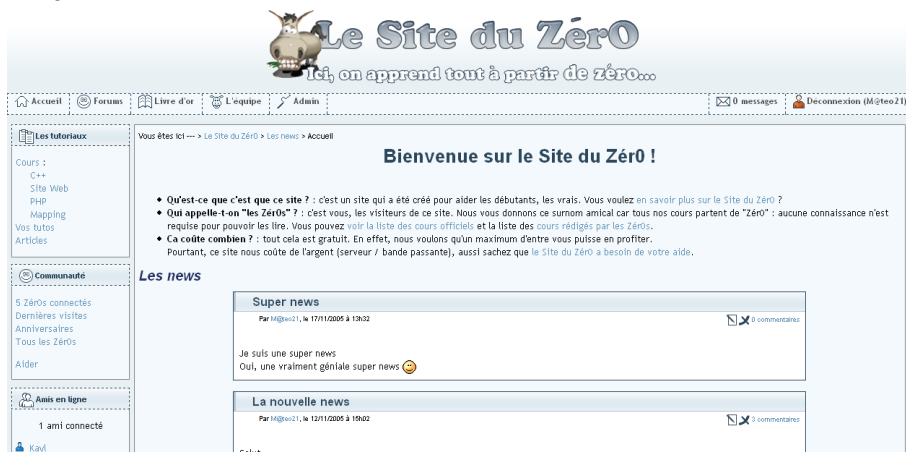 Le Site du Zér0
Ici, on apprend tout à partir de zéro...
Accueil
Forums
Livre d'or
L'équipe
Admin
0 messages
Déconnexion (M@teo21)
Les tutoriaux
Cours :
C++
Site Web
PHP
Mapping
Vos tutos
Articles
Communauté
5 Zér0s connectés
Dernières visites
Anniversaires
Tous les Zér0s
Aider
Amis en ligne
1 ami connecté
Kayl
Vous êtes ici --- > Le Site du Zér0 > Les news > Accueil
Bienvenue sur le Site du Zér0 !
◆ Qu'est-ce que c'est que ce site ? : c'est un site qui a été créé pour aider les débutants, les vrais. Vous voulez en savoir plus sur le Site du Zér0 ?
◆ Qui appelle-t-on "les Zér0s" ? : c'est vous, les visiteurs de ce site. Nous vous donnons ce surnom amical car tous nos cours partent de "Zér0" : aucune connaissance n'est
requise pour pouvoir les lire. Vous pouvez voir la liste des cours officiels et la liste des cours rédigés par les Zér0s.
◆ Ca coûte combien ? : tout cela est gratuit. En effet, nous voulons qu'un maximum d'entre vous puisse en profiter.
Pourtant, ce site nous coûte de l'argent (serveur / bande passante), aussi sachez que le Site du Zér0 a besoin de votre aide.
Les news
Super news
Par M@teo21, le 17/11/2005 à 13h32
0 commentaires
Je suis une super news
Oui, une vraiment géniale super news
La nouvelle news
Par M@teo21, le 12/11/2005 à 15h02
3 commentaires
Salut